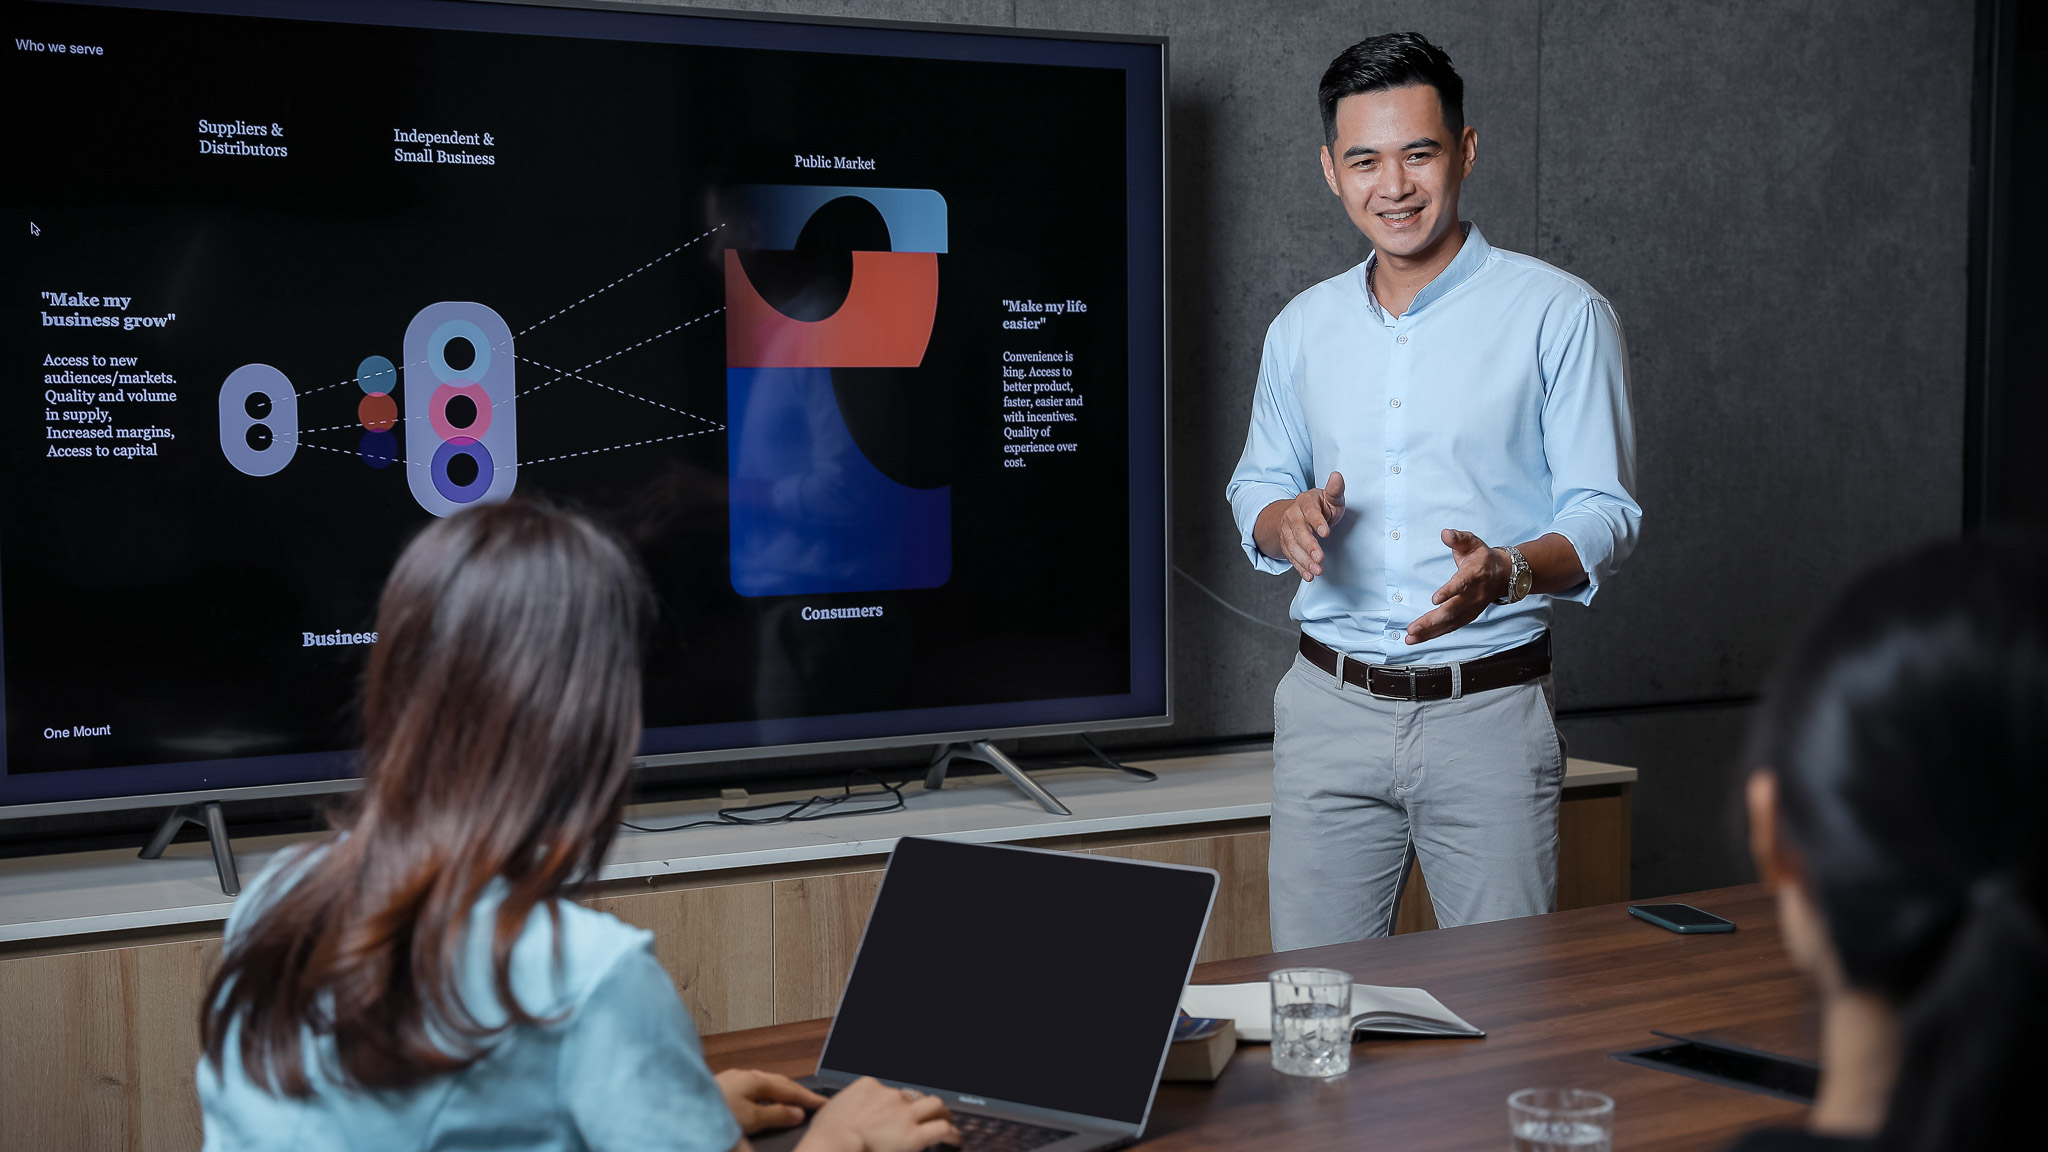 Who we serve
Suppliers &
Distributors
Independent &
Small Business
Public Market
"Make my
business grow"
Access to new
audiences/markets.
Quality and volume
in supply,
Increased margins,
Access to capital
"Make my life
easier"
Convenience is
king. Access to
better product,
faster, easier and
with incentives.
Quality of
experience over
cost.
Business
Consumers
One Mount